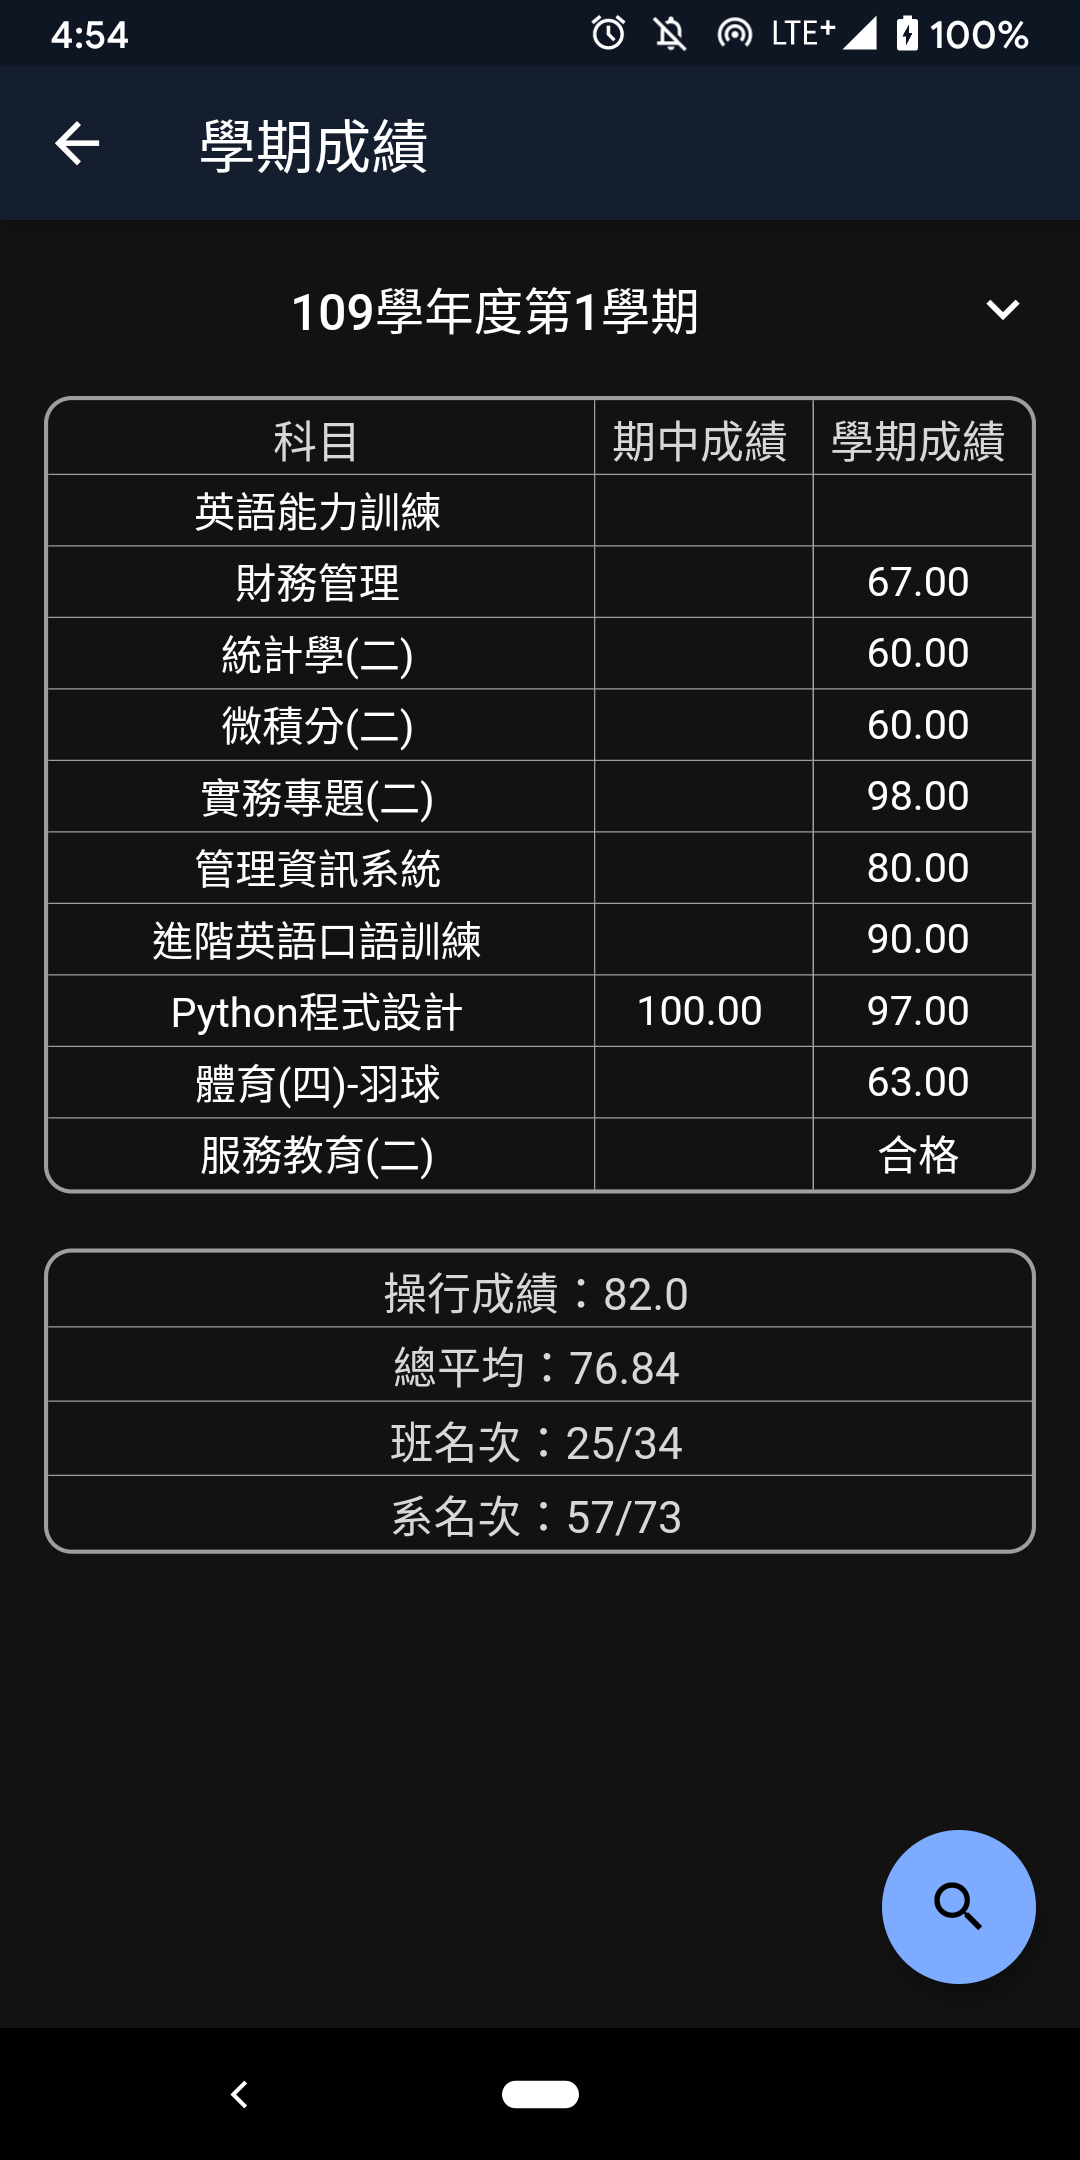 4:54 LTE+ 100%
學期成績
109學年度第1學期
科目 期中成績 學期成績
英語能力訓練
財務管理 67.00
統計學(二) 60.00
微積分(二) 60.00
實務專題(二) 98.00
管理資訊系統 80.00
進階英語口語訓練 90.00
Python程式設計 100.00 97.00
體育(四)-羽球 63.00
服務教育(二) 合格
操行成績：82.0
總平均：76.84
班名次：25/34
系名次：57/73